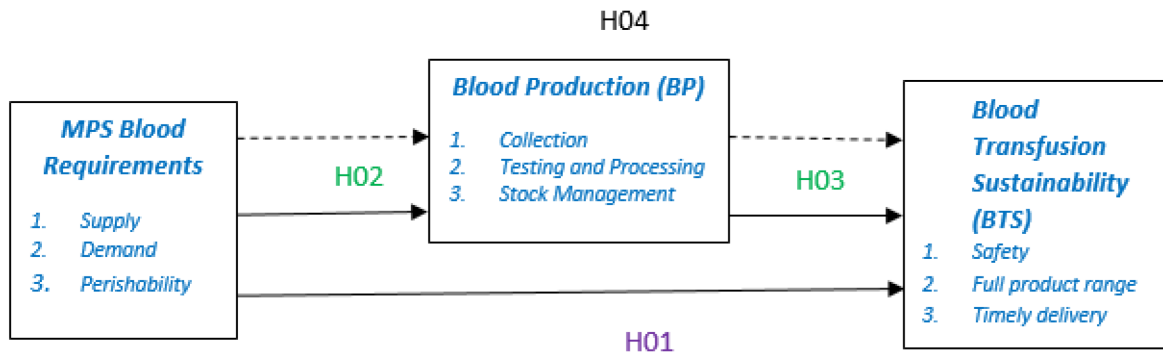 H04
MPS Blood
Requirements
1. Supply
2. Demand
3. Perishability
H02
Blood Production (BP)
1. Collection
2. Testing and Processing
3. Stock Management
H03
Blood
Transfusion
Sustainability
(BTS)
1. Safety
2. Full product range
3. Timely delivery
H01